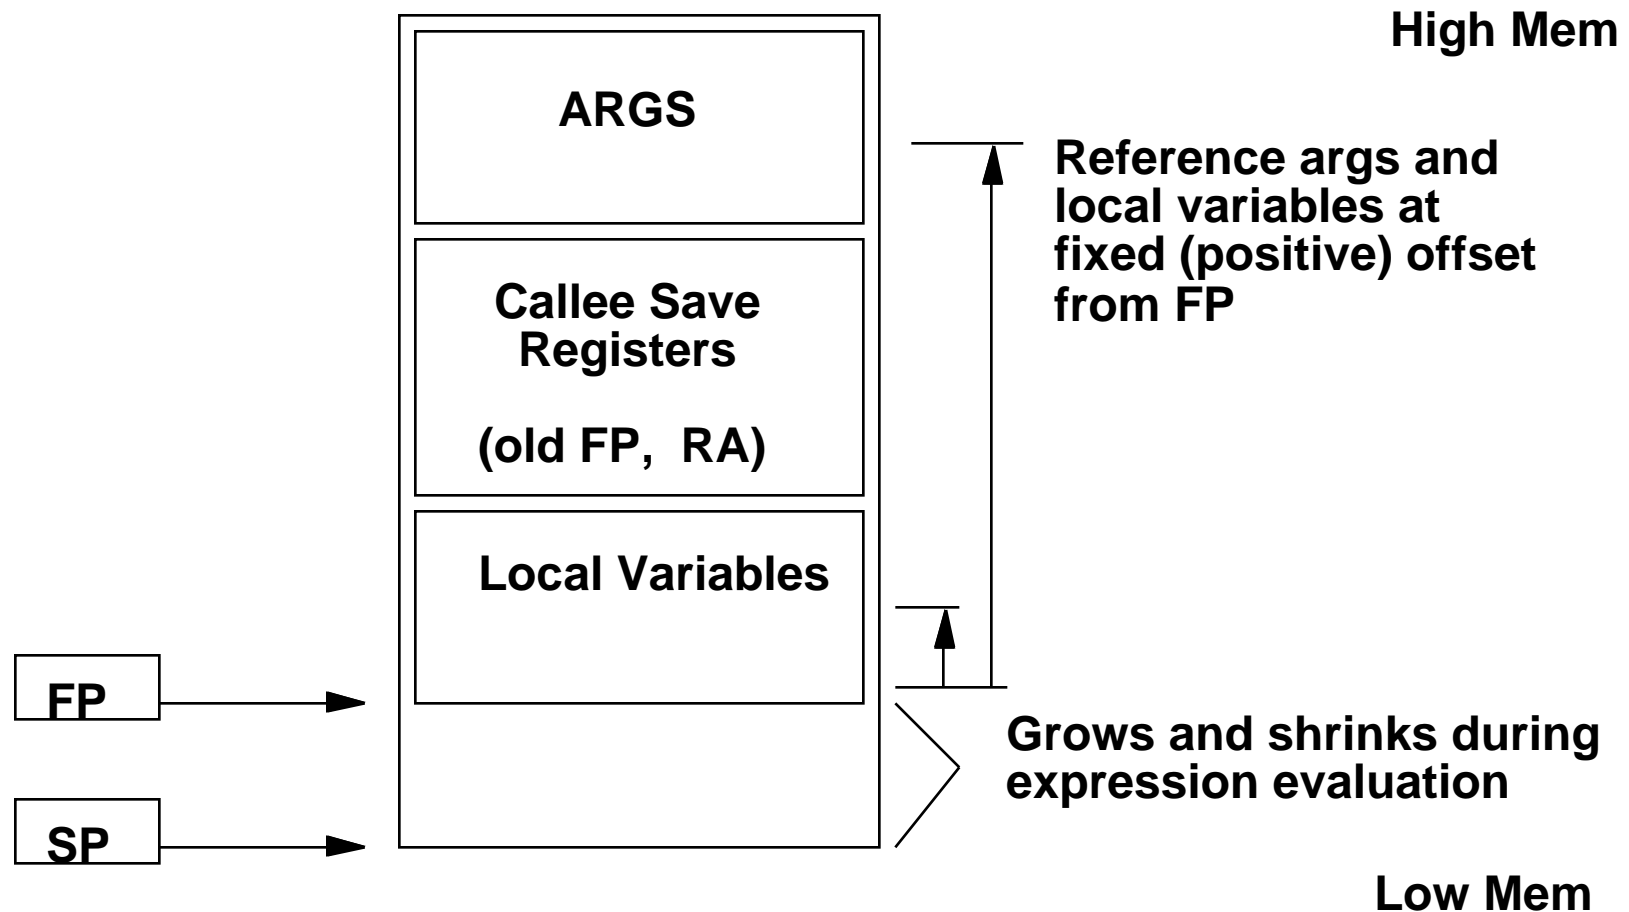 High Mem
ARGS
Reference args and
local variables at
fixed (positive) offset
from FP
Callee Save
Registers
(old FP,  RA)
Local Variables
FP
Grows and shrinks during
expression evaluation
SP
Low Mem